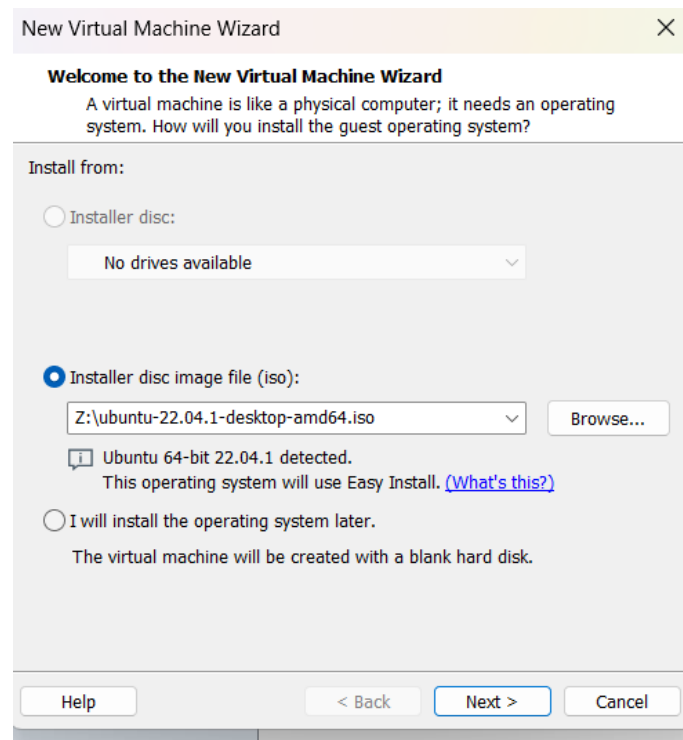 New Virtual Machine Wizard
Welcome to the New Virtual Machine Wizard
A virtual machine is like a physical computer; it needs an operating
system. How will you install the guest operating system?
Install from:
Installer disc:
No drives available
Installer disc image file (iso):
Z:\ubuntu-22.04.1-desktop-amd64.iso
Browse...
Ubuntu 64-bit 22.04.1 detected.
This operating system will use Easy Install. (What's this?)
I will install the operating system later.
The virtual machine will be created with a blank hard disk.
Help
< Back
Next >
Cancel